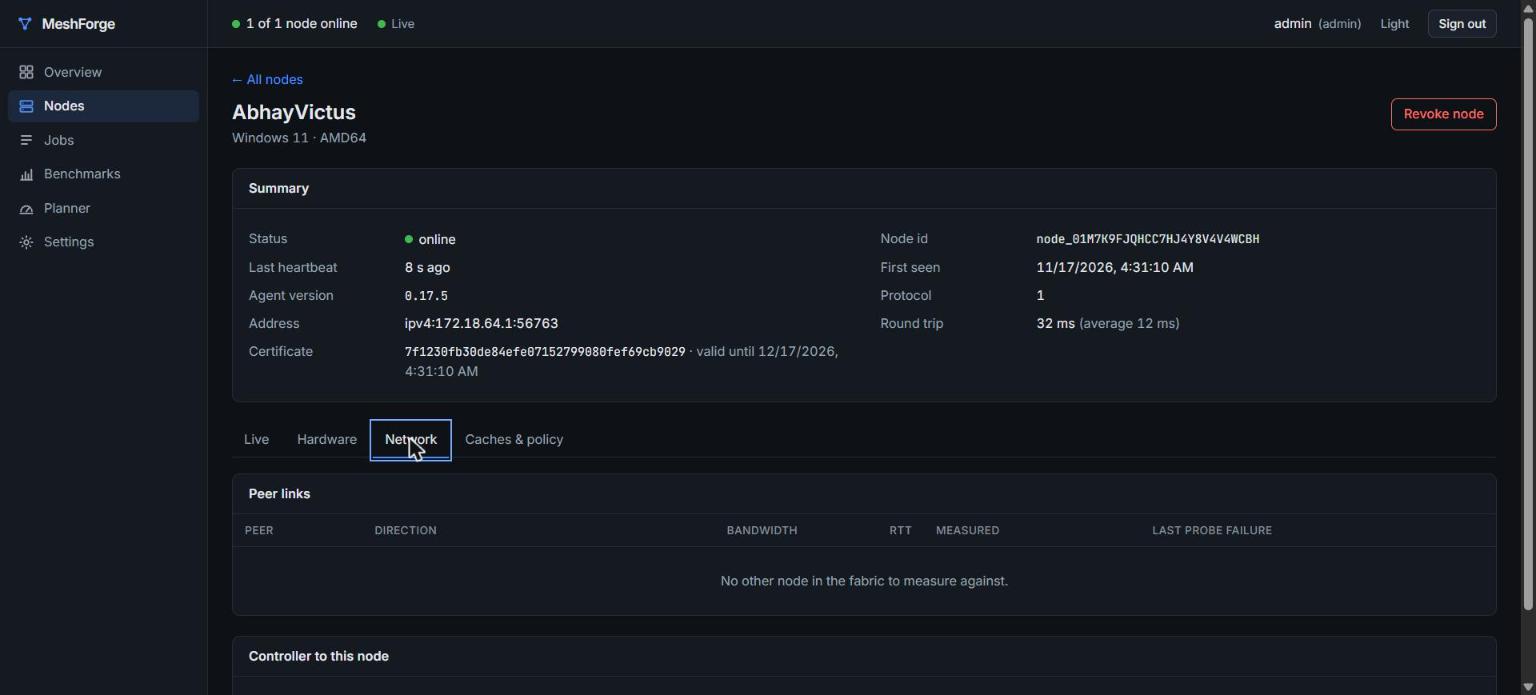 MeshForge
1 of 1 node online
Live
admin (admin)
Light
Sign out
Overview
Nodes
Jobs
Benchmarks
Planner
Settings
← All nodes
AbhayVictus
Windows 11 · AMD64
Revoke node
Summary
Status online
Last heartbeat 8 s ago
Agent version 0.17.5
Address ipv4:172.18.64.1:56763
Certificate 7f1230fb30de84efe07152799080fef69cb9029 · valid until 12/17/2026,
4:31:10 AM
Node id node_01M7K9FJQHCC7HJ4Y8V4V4WCBH
First seen 11/17/2026, 4:31:10 AM
Protocol 1
Round trip 32 ms (average 12 ms)
Live Hardware Network Caches & policy
Peer links
PEER DIRECTION BANDWIDTH RTT MEASURED LAST PROBE FAILURE
No other node in the fabric to measure against.
Controller to this node